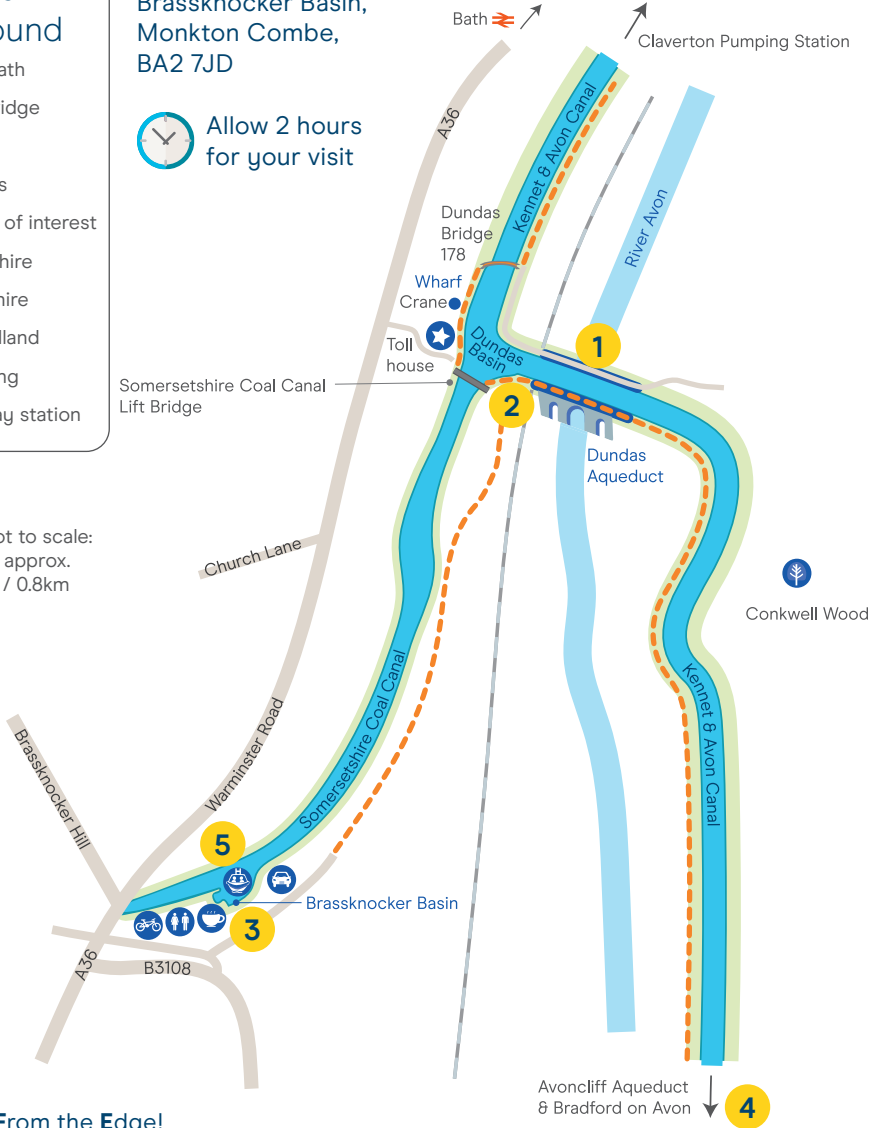 ound
ath
idge
s
of interest
hire
hire
lland
ng
ay station
Brassknocker Basin,
Monkton Combe,
BA2 7JD
Allow 2 hours
for your visit
ot to scale:
approx.
/ 0.8km
Bath
Claverton Pumping Station
A36
Kennet & Avon Canal
River Avon
Dundas
Bridge
178
Wharf
Crane
Toll
house
Dundas
Basin
1
Somersetshire Coal Canal
Lift Bridge
2
Dundas
Aqueduct
Church Lane
Conkwell Wood
Somersetshire Coal Canal
Kennet & Avon Canal
Warminster Road
Brassknocker Hill
5
Brassknocker Basin
3
A36
B3108
Avoncliff Aqueduct
& Bradford on Avon
4
From the Edge!